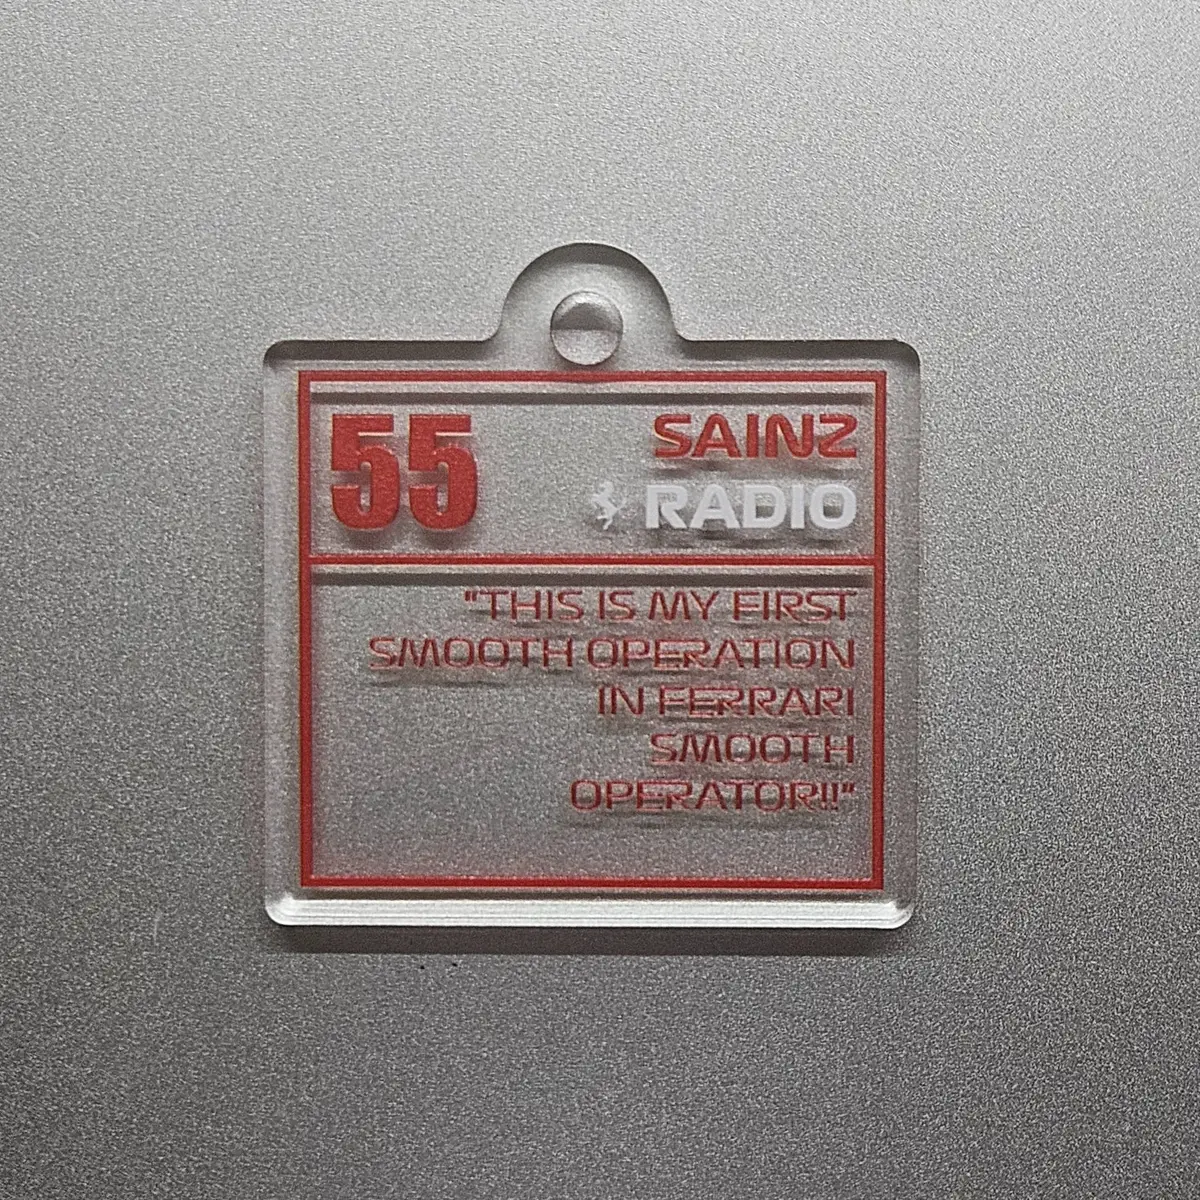 55
SAINZ
RADIO
"THIS IS MY FIRST
SMOOTH OPERATION
IN FERRARI
SMOOTH
OPERATOR!!"